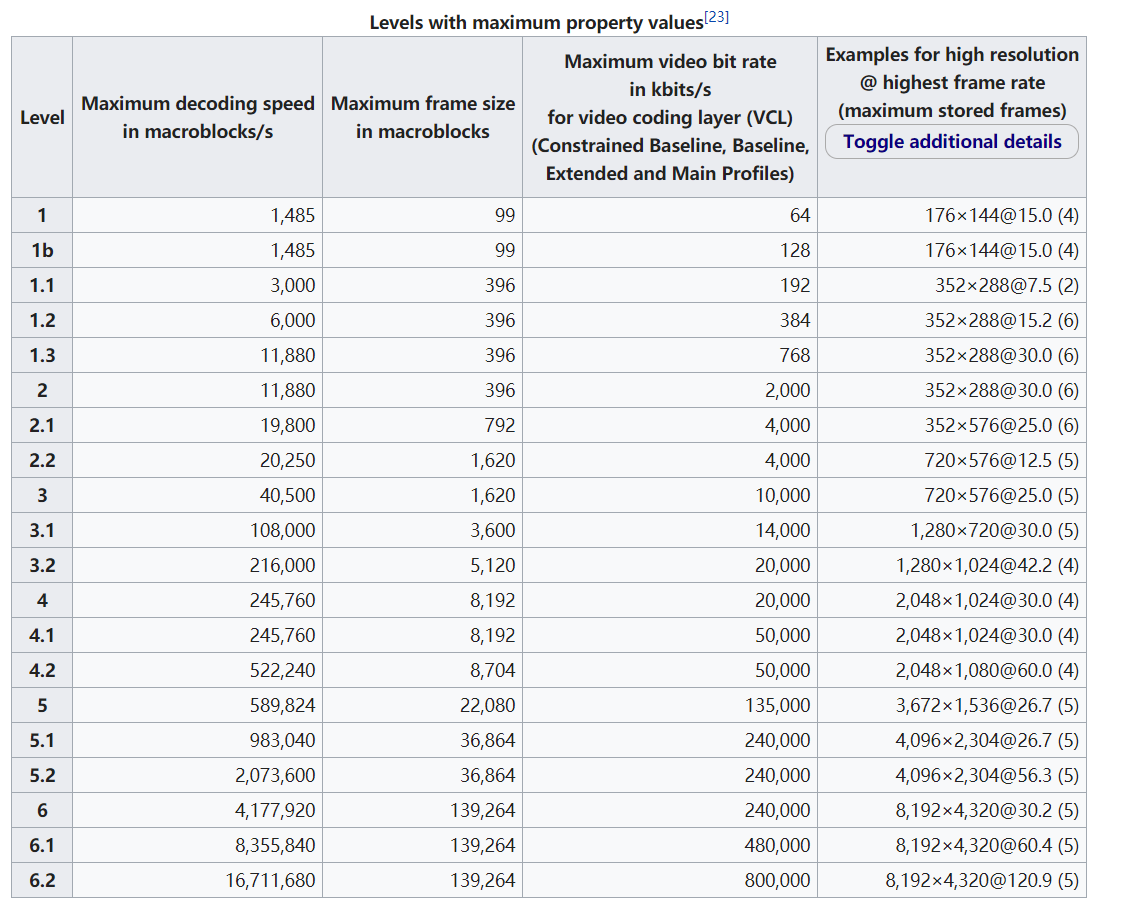 Levels with maximum property values[23]
Level
Maximum decoding speed
in macroblocks/s
Maximum frame size
in macroblocks
Maximum video bit rate
in kbits/s
for video coding layer (VCL)
(Constrained Baseline, Baseline,
Extended and Main Profiles)
Examples for high resolution
@ highest frame rate
(maximum stored frames)
Toggle additional details
1 1,485 99 64 176×144@15.0 (4)
1b 1,485 99 128 176×144@15.0 (4)
1.1 3,000 396 192 352×288@7.5 (2)
1.2 6,000 396 384 352×288@15.2 (6)
1.3 11,880 396 768 352×288@30.0 (6)
2 11,880 396 2,000 352×288@30.0 (6)
2.1 19,800 792 4,000 352×576@25.0 (6)
2.2 20,250 1,620 4,000 720×576@12.5 (5)
3 40,500 1,620 10,000 720×576@25.0 (5)
3.1 108,000 3,600 14,000 1,280×720@30.0 (5)
3.2 216,000 5,120 20,000 1,280×1,024@42.2 (4)
4 245,760 8,192 20,000 2,048×1,024@30.0 (4)
4.1 245,760 8,192 50,000 2,048×1,024@30.0 (4)
4.2 522,240 8,704 50,000 2,048×1,080@60.0 (4)
5 589,824 22,080 135,000 3,672×1,536@26.7 (5)
5.1 983,040 36,864 240,000 4,096×2,304@26.7 (5)
5.2 2,073,600 36,864 240,000 4,096×2,304@56.3 (5)
6 4,177,920 139,264 240,000 8,192×4,320@30.2 (5)
6.1 8,355,840 139,264 480,000 8,192×4,320@60.4 (5)
6.2 16,711,680 139,264 800,000 8,192×4,320@120.9 (5)